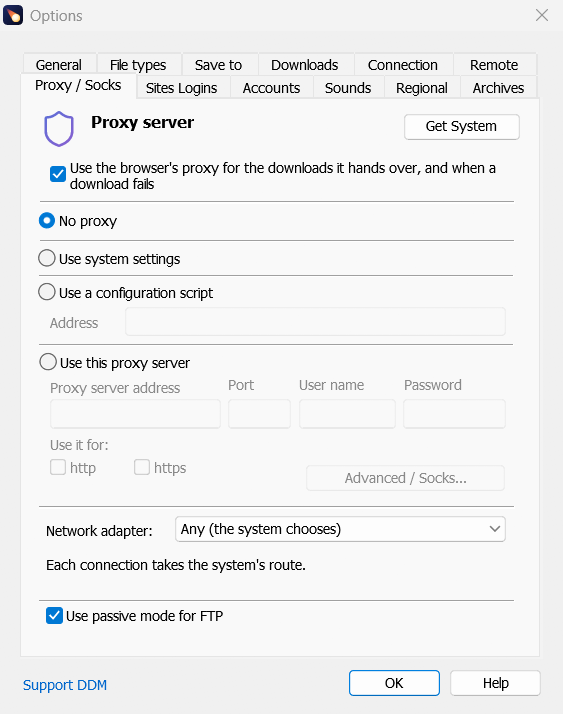 Options
General File types Save to Downloads Connection Remote
Proxy / Socks Sites Logins Accounts Sounds Regional Archives
Proxy server
Get System
Use the browser's proxy for the downloads it hands over, and when a
download fails
No proxy
Use system settings
Use a configuration script
Address
Use this proxy server
Proxy server address Port User name Password
Use it for:
http https
Advanced / Socks...
Network adapter: Any (the system chooses)
Each connection takes the system's route.
Use passive mode for FTP
Support DDM OK Help